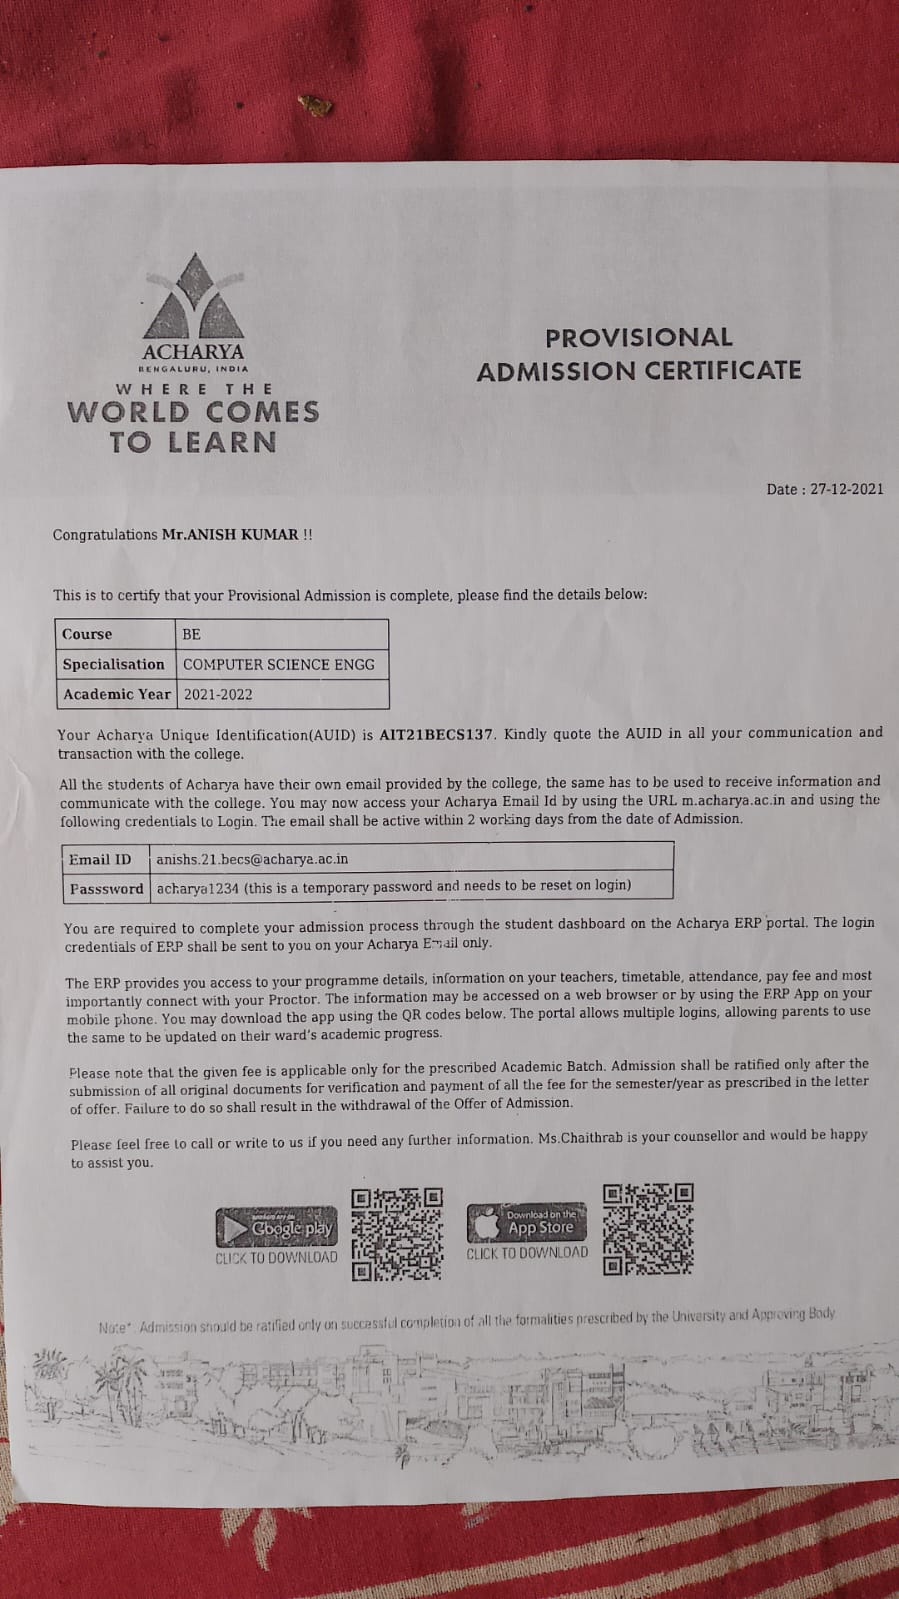 ACHARYA
BENGALURU, INDIA
WHERE THE
WORLD COMES
TO LEARN
PROVISIONAL
ADMISSION CERTIFICATE
Date : 27-12-2021
Congratulations Mr.ANISH KUMAR !!
This is to certify that your Provisional Admission is complete, please find the details below:
Course BE
Specialisation COMPUTER SCIENCE ENGG
Academic Year 2021-2022
Your Acharya Unique Identification(AUID) is AIT21BECS137. Kindly quote the AUID in all your communication and
transaction with the college.
All the students of Acharya have their own email provided by the college, the same has to be used to receive information and
communicate with the college. You may now access your Acharya Email Id by using the URL m.acharya.ac.in and using the
following credentials to Login. The email shall be active within 2 working days from the date of Admission.
Email ID anishs.21.becs@acharya.ac.in
Passsword acharya1234 (this is a temporary password and needs to be reset on login)
You are required to complete your admission process through the student dashboard on the Acharya ERP portal. The login
credentials of ERP shall be sent to you on your Acharya Email only.
The ERP provides you access to your programme details, information on your teachers, timetable, attendance, pay fee and most
importantly connect with your Proctor. The information may be accessed on a web browser or by using the ERP App on your
mobile phone. You may download the app using the QR codes below. The portal allows multiple logins, allowing parents to use
the same to be updated on their ward's academic progress.
Please note that the given fee is applicable only for the prescribed Academic Batch. Admission shall be ratified only after the
submission of all original documents for verification and payment of all the fee for the semester/year as prescribed in the letter
of offer. Failure to do so shall result in the withdrawal of the Offer of Admission.
Please feel free to call or write to us if you need any further information. Ms.Chaithrab is your counsellor and would be happy
to assist you.
Google play
CLICK TO DOWNLOAD
Download on the
App Store
CLICK TO DOWNLOAD
Note* : Admission should be ratified only on successful completion of all the formalities prescribed by the University and Approving Body